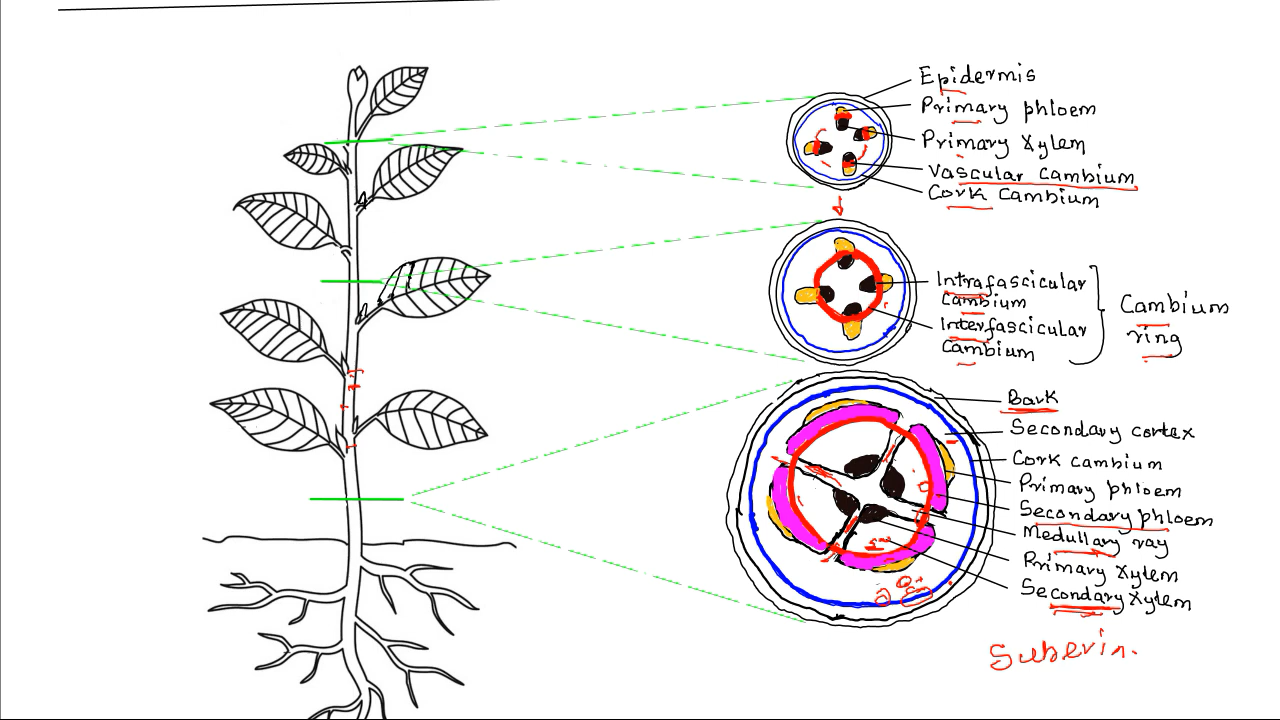 Epidermis
Primary phloem
Primary Xylem
Vascular Cambium
Cork Cambium
Intrafascicular
Cambium
Interfascicular
Cambium
Cambium
ring
Bark
Secondary cortex
Cork cambium
Primary phloem
Secondary phloem
Medullary ray
Primary Xylem
Secondary Xylem
Suberin.